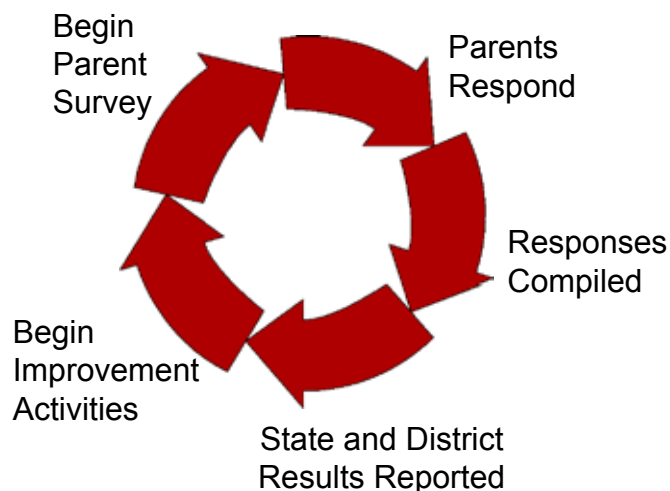 Begin
Parent
Survey
Parents
Respond
Responses
Compiled
State and District
Results Reported
Begin
Improvement
Activities